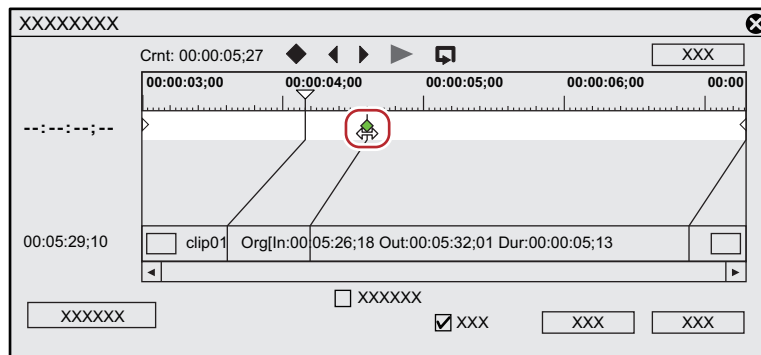 XXXXXXXX
Crnt: 00:00:05;27
XXX
00:00:03;00 00:00:04;00 00:00:05;00 00:00:06;00 00:00
--:--:--;--
00:05:29;10 clip01 Org[In:00:05:26;18 Out:00:05:32;01 Dur:00:00:05;13
XXXXXX
XXXXXX
XXX XXX XXX